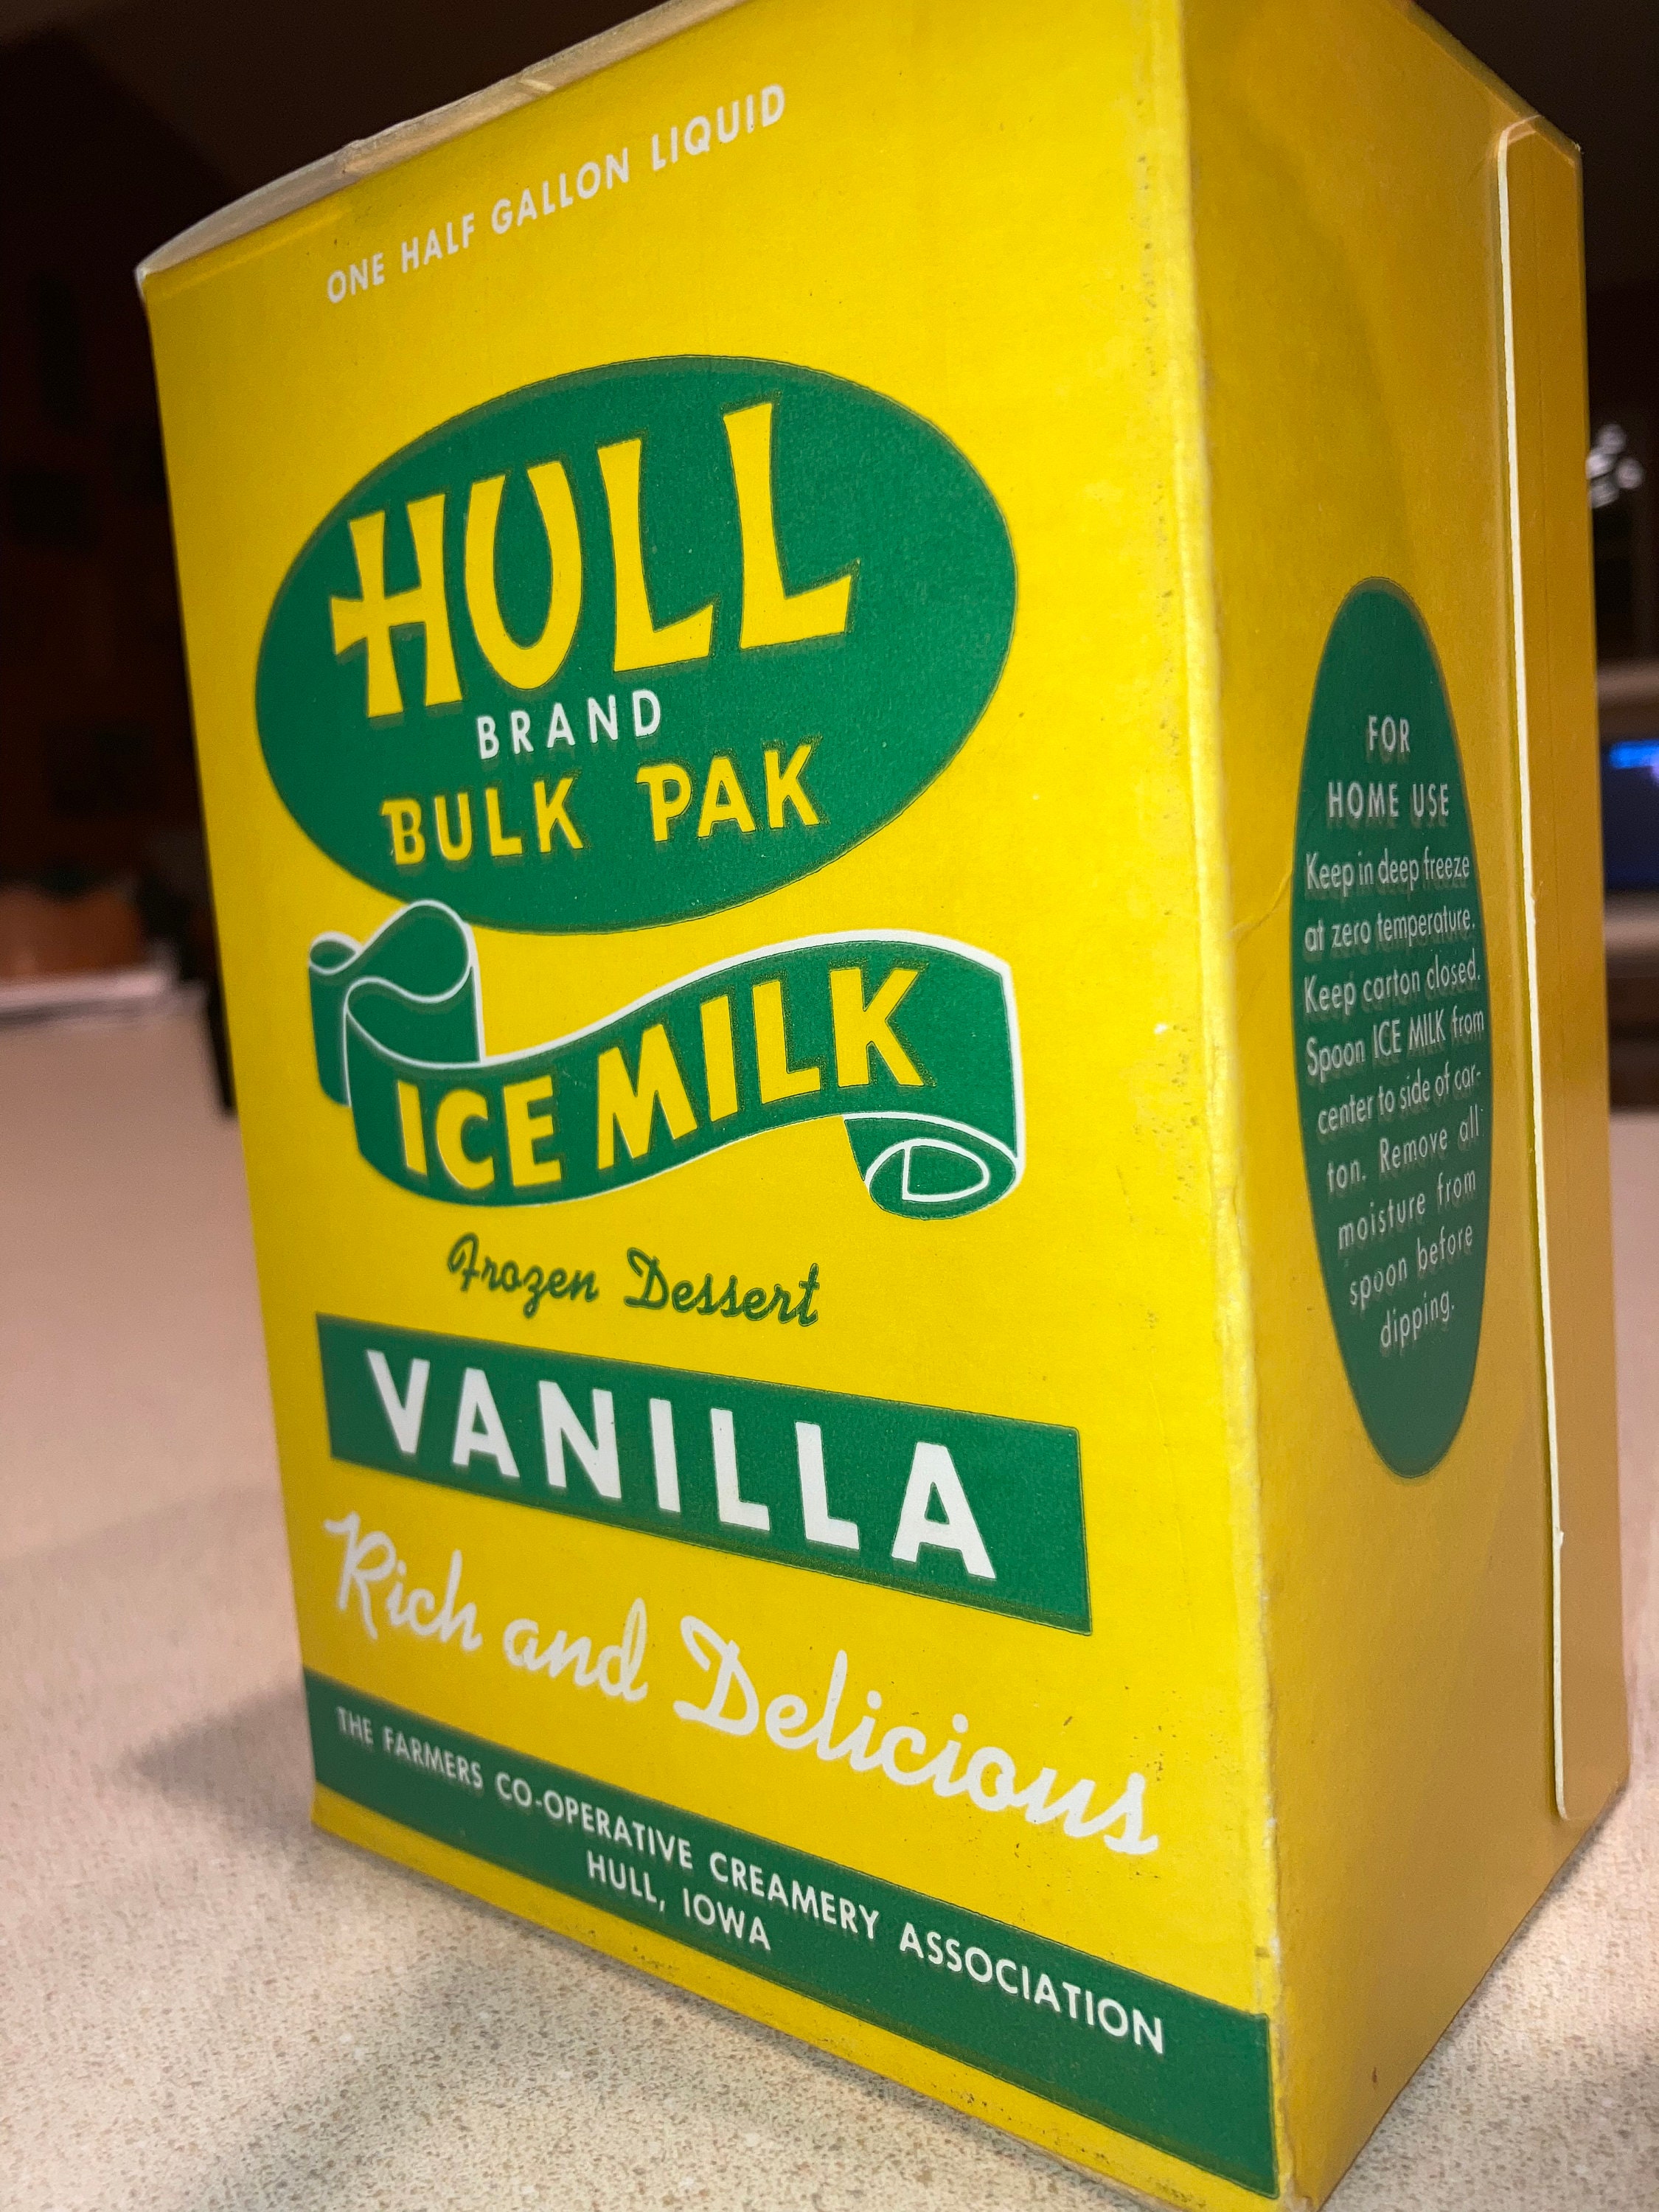 ONE HALF GALLON LIQUID
HULL
BRAND
BULK PAK
ICE MILK
Frozen Dessert
VANILLA
Rich and Delicious
THE FARMERS CO-OPERATIVE CREAMERY ASSOCIATION
HULL, IOWA
FOR
HOME USE
Keep in deep freeze
at zero temperature.
Keep carton closed.
Spoon ICE MILK from
center to side of car-
ton. Remove all
moisture from
spoon before
dipping.